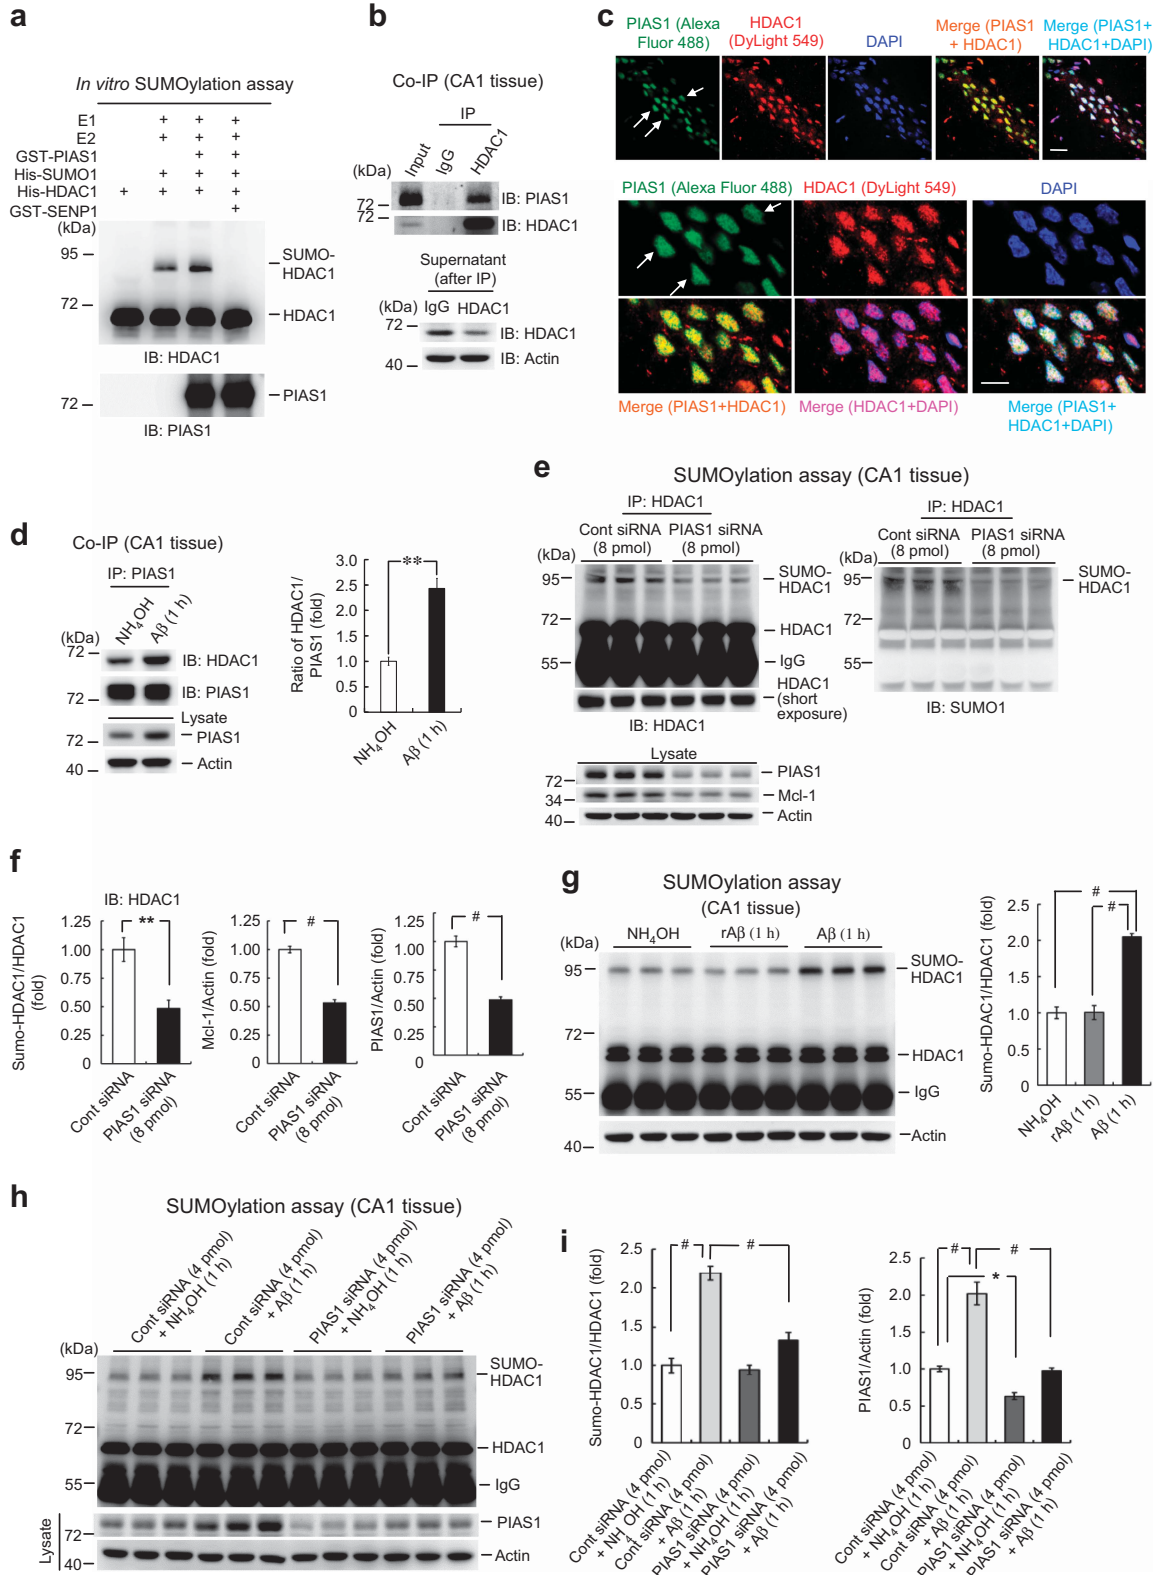 a
In vitro SUMOylation assay
E1 + + +
E2 + + +
GST-PIAS1 + +
His-SUMO1 + + +
His-HDAC1 + + + +
GST-SENP1 +
(kDa)
95
72
SUMO-
HDAC1
HDAC1
IB: HDAC1
72
PIAS1
IB: PIAS1
b
Co-IP (CA1 tissue)
IP
Input IgG HDAC1
(kDa)
72
IB: PIAS1
72
IB: HDAC1
Supernatant
(after IP)
(kDa) IgG HDAC1
72
IB: HDAC1
40
IB: Actin
c
PIAS1 (Alexa
Fluor 488)
HDAC1
(DyLight 549)
DAPI
Merge (PIAS1
+ HDAC1)
Merge (PIAS1+
HDAC1+DAPI)
PIAS1 (Alexa Fluor 488)
HDAC1 (DyLight 549)
DAPI
Merge (PIAS1+HDAC1)
Merge (HDAC1+DAPI)
Merge (PIAS1+
HDAC1+DAPI)
d
Co-IP (CA1 tissue)
IP: PIAS1
NH4OH Aβ (1 h)
(kDa)
72
IB: HDAC1
72
IB: PIAS1
Lysate
72
PIAS1
40
Actin
Ratio of HDAC1/
PIAS1 (fold)
3.0
2.5
2.0
1.5
1.0
0.5
0
**
NH4OH
Aβ (1 h)
e
SUMOylation assay (CA1 tissue)
IP: HDAC1
Cont siRNA
(8 pmol)
PIAS1 siRNA
(8 pmol)
(kDa)
95
72
55
SUMO-
HDAC1
HDAC1
IgG
HDAC1
(short
exposure)
IB: HDAC1
Lysate
72
PIAS1
34
Mcl-1
40
Actin
IP: HDAC1
Cont siRNA
(8 pmol)
PIAS1 siRNA
(8 pmol)
(kDa)
95
72
55
SUMO-
HDAC1
IB: SUMO1
f
IB: HDAC1
Sumo-HDAC1/HDAC1
(fold)
1.25
1.00
0.75
0.50
0.25
0
**
Cont siRNA
PIAS1 siRNA
(8 pmol)
Mcl-1/Actin (fold)
1.25
1.00
0.75
0.50
0.25
0
#
Cont siRNA
PIAS1 siRNA
(8 pmol)
PIAS1/Actin (fold)
1.25
1.00
0.75
0.50
0.25
0
#
Cont siRNA
PIAS1 siRNA
(8 pmol)
g
SUMOylation assay
(CA1 tissue)
(kDa)
NH4OH rAβ (1 h) Aβ (1 h)
95
72
55
40
SUMO-
HDAC1
HDAC1
IgG
Actin
Sumo-HDAC1/HDAC1 (fold)
2.5
2.0
1.5
1.0
0.5
0
#
#
NH4OH
rAβ (1 h)
Aβ (1 h)
h
SUMOylation assay (CA1 tissue)
Cont siRNA (4 pmol)
+ NH4OH (1 h)
Cont siRNA (4 pmol)
+ Aβ (1 h)
PIAS1 siRNA (4 pmol)
+ NH4OH (1 h)
PIAS1 siRNA (4 pmol)
+ Aβ (1 h)
(kDa)
95
72
55
SUMO-
HDAC1
HDAC1
IgG
Lysate
72
PIAS1
40
Actin
i
Sumo-HDAC1/HDAC1 (fold)
2.5
2.0
1.5
1.0
0.5
0
#
#
Cont siRNA (4 pmol)
+ NH4OH (1 h)
Cont siRNA (4 pmol)
+ Aβ (1 h)
PIAS1 siRNA (4 pmol)
+ NH4OH (1 h)
PIAS1 siRNA (4 pmol)
+ Aβ (1 h)
PIAS1/Actin (fold)
2.5
2.0
1.5
1.0
0.5
0
#
#
*
Cont siRNA (4 pmol)
+ NH4OH (1 h)
Cont siRNA (4 pmol)
+ Aβ (1 h)
PIAS1 siRNA (4 pmol)
+ NH4OH (1 h)
PIAS1 siRNA (4 pmol)
+ Aβ (1 h)